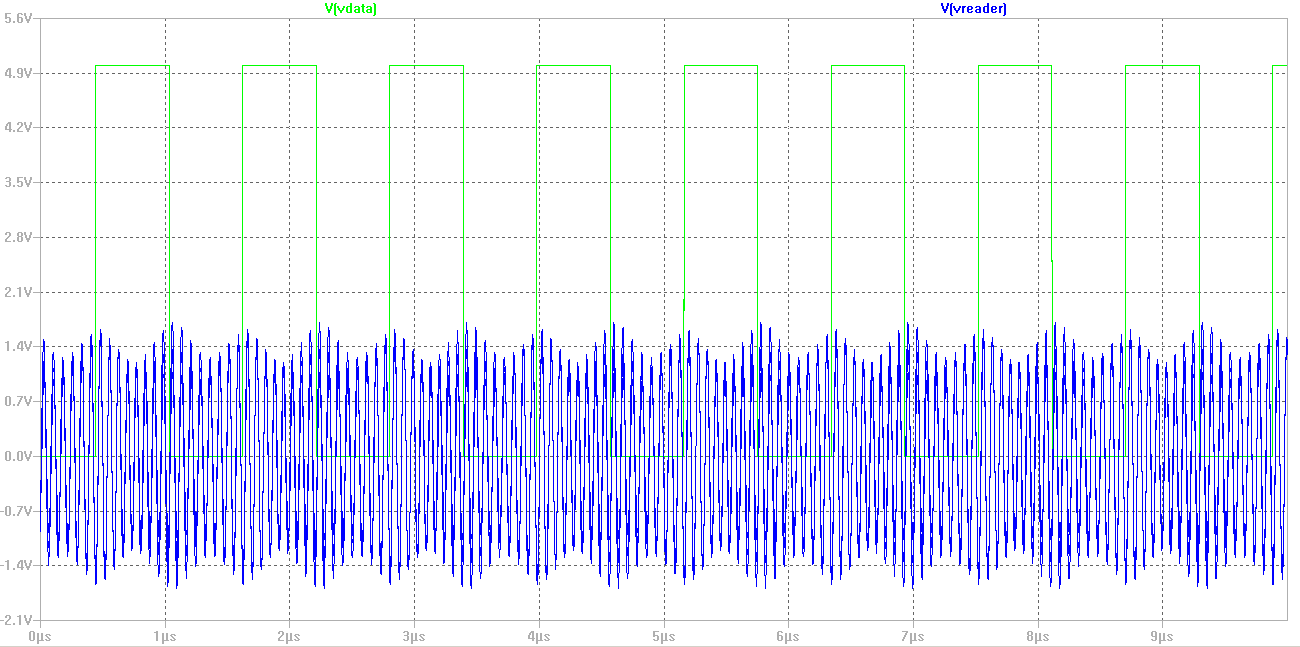 V(vdata) V(vreader)
5.6V
4.9V
4.2V
3.5V
2.8V
2.1V
1.4V
0.7V
0.0V
-0.7V
-1.4V
-2.1V
0µs 1µs 2µs 3µs 4µs 5µs 6µs 7µs 8µs 9µs